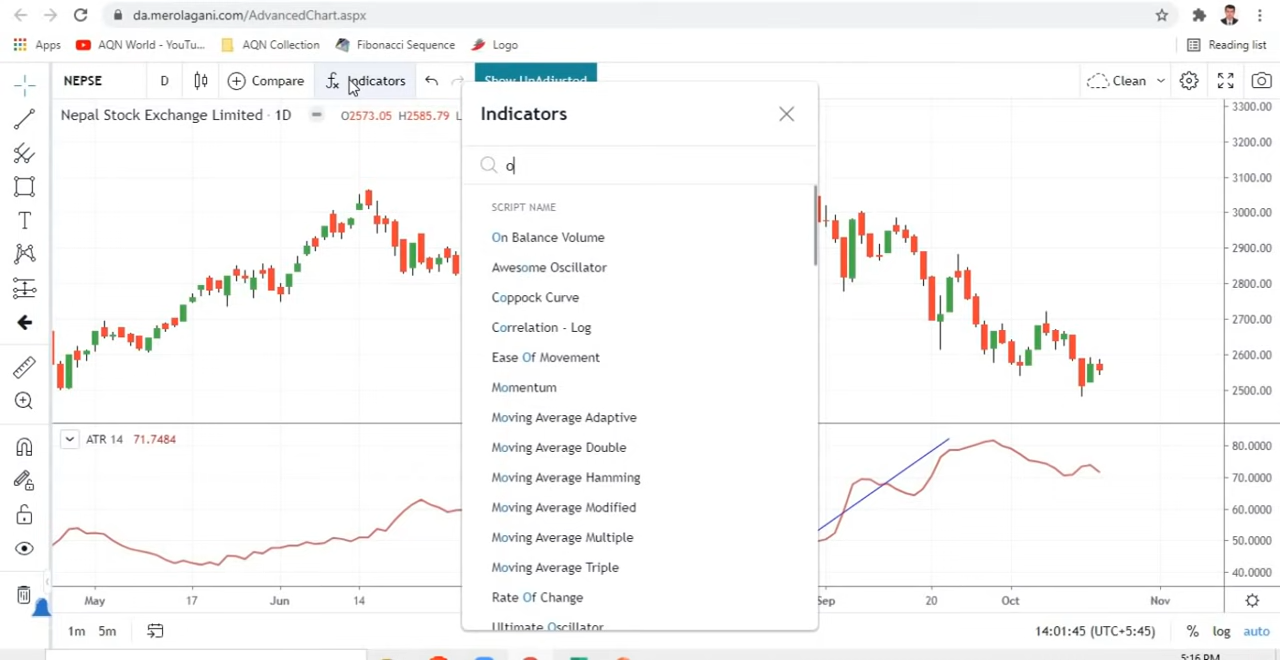 da.merolagani.com/AdvancedChart.aspx
Apps AQN World - YouTu... AQN Collection Fibonacci Sequence Logo Reading list
NEPSE D Compare Indicators Show UnAdjusted Clean
Nepal Stock Exchange Limited · 1D O2573.05 H2585.79 L
Indicators
o
SCRIPT NAME
On Balance Volume
Awesome Oscillator
Coppock Curve
Correlation - Log
Ease Of Movement
Momentum
Moving Average Adaptive
Moving Average Double
Moving Average Hamming
Moving Average Modified
Moving Average Multiple
Moving Average Triple
Rate Of Change
Ultimate Oscillator
3300.00
3200.00
3100.00
3000.00
2900.00
2800.00
2700.00
2600.00
2500.00
ATR 14 71.7484
80.0000
70.0000
60.0000
50.0000
40.0000
May 17 Jun 14 Sep 20 Oct Nov
1m 5m 14:01:45 (UTC+5:45) % log auto
5:16 PM